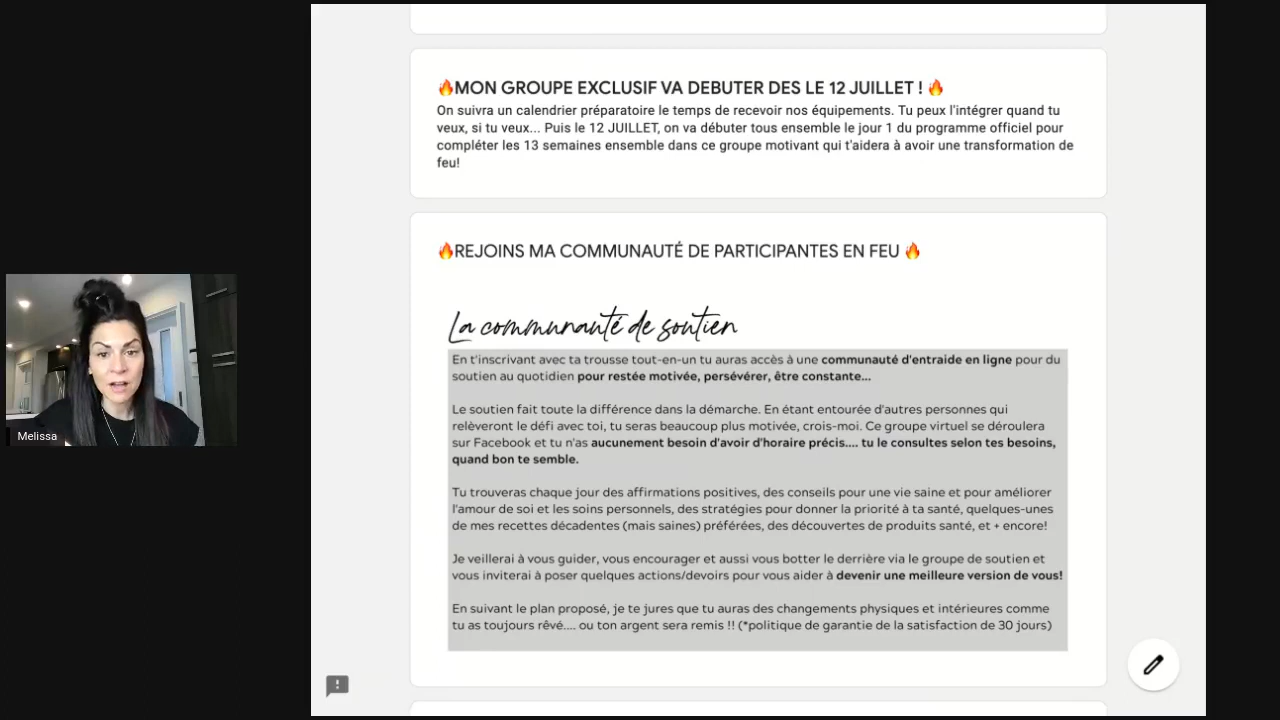 🔥MON GROUPE EXCLUSIF VA DEBUTER DES LE 12 JUILLET ! 🔥
On suivra un calendrier préparatoire le temps de recevoir nos équipements. Tu peux l'intégrer quand tu
veux, si tu veux... Puis le 12 JUILLET, on va débuter tous ensemble le jour 1 du programme officiel pour
compléter les 13 semaines ensemble dans ce groupe motivant qui t'aidera à avoir une transformation de
feu!
🔥REJOINS MA COMMUNAUTÉ DE PARTICIPANTES EN FEU 🔥
La communauté de soutien
En t'inscrivant avec ta trousse tout-en-un tu auras accès à une communauté d'entraide en ligne pour du
soutien au quotidien pour restée motivée, persévérer, être constante...
Le soutien fait toute la différence dans la démarche. En étant entourée d'autres personnes qui
relèveront le défi avec toi, tu seras beaucoup plus motivée, crois-moi. Ce groupe virtuel se déroulera
sur Facebook et tu n'as aucunement besoin d'avoir d'horaire précis.... tu le consultes selon tes besoins,
quand bon te semble.
Tu trouveras chaque jour des affirmations positives, des conseils pour une vie saine et pour améliorer
l'amour de soi et les soins personnels, des stratégies pour donner la priorité à ta santé, quelques-unes
de mes recettes décadentes (mais saines) préférées, des découvertes de produits santé, et + encore!
Je veillerai à vous guider, vous encourager et aussi vous botter le derrière via le groupe de soutien et
vous inviterai à poser quelques actions/devoirs pour vous aider à devenir une meilleure version de vous!
En suivant le plan proposé, je te jures que tu auras des changements physiques et intérieures comme
tu as toujours rêvé.... ou ton argent sera remis !! (*politique de garantie de la satisfaction de 30 jours)
Melissa